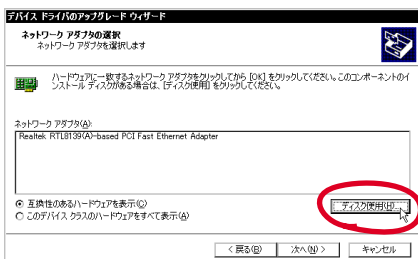 デバイス ドライバのアップグレード ウィザード
ネットワーク アダプタの選択
ネットワーク アダプタを選択します
ハードウェアに一致するネットワーク アダプタをクリックしてから [OK] をクリックしてください。このコンポーネントのイ
ンストール ディスクがある場合は、[ディスク使用] をクリックしてください。
ネットワーク アダプタ(A):
Realtek RTL8139(A)-based PCI Fast Ethernet Adapter
互換性のあるハードウェアを表示(C)
このデバイス クラスのハードウェアをすべて表示(A)
ディスク使用(H)...
< 戻る(B)
次へ(N) >
キャンセル